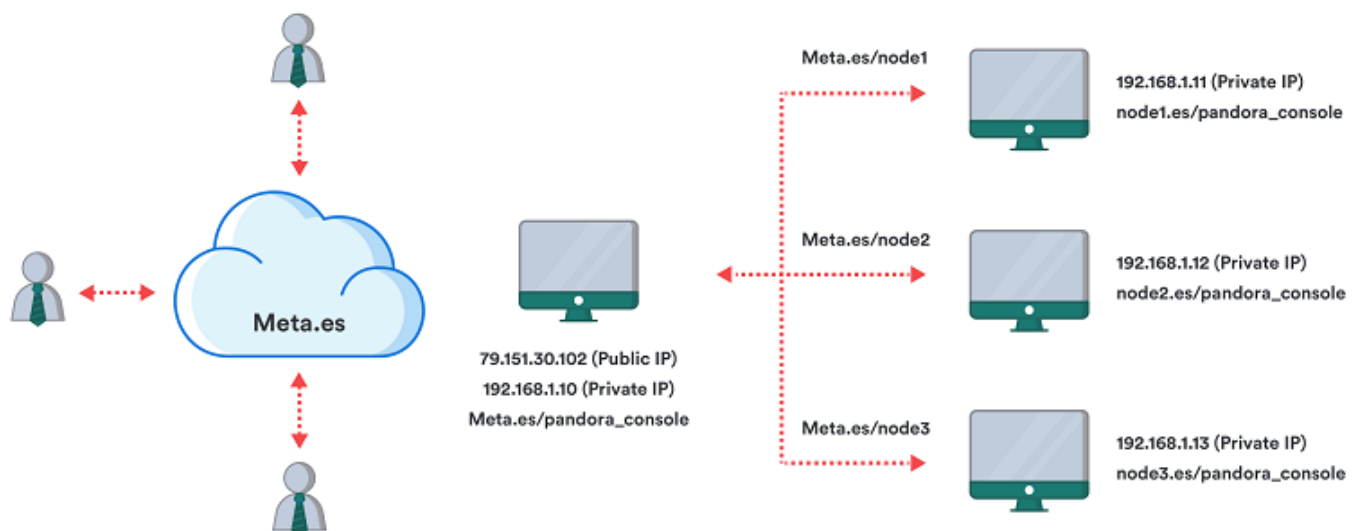 Meta.es
79.151.30.102 (Public IP)
192.168.1.10 (Private IP)
Meta.es/pandora_console
Meta.es/node1
192.168.1.11 (Private IP)
node1.es/pandora_console
Meta.es/node2
192.168.1.12 (Private IP)
node2.es/pandora_console
Meta.es/node3
192.168.1.13 (Private IP)
node3.es/pandora_console